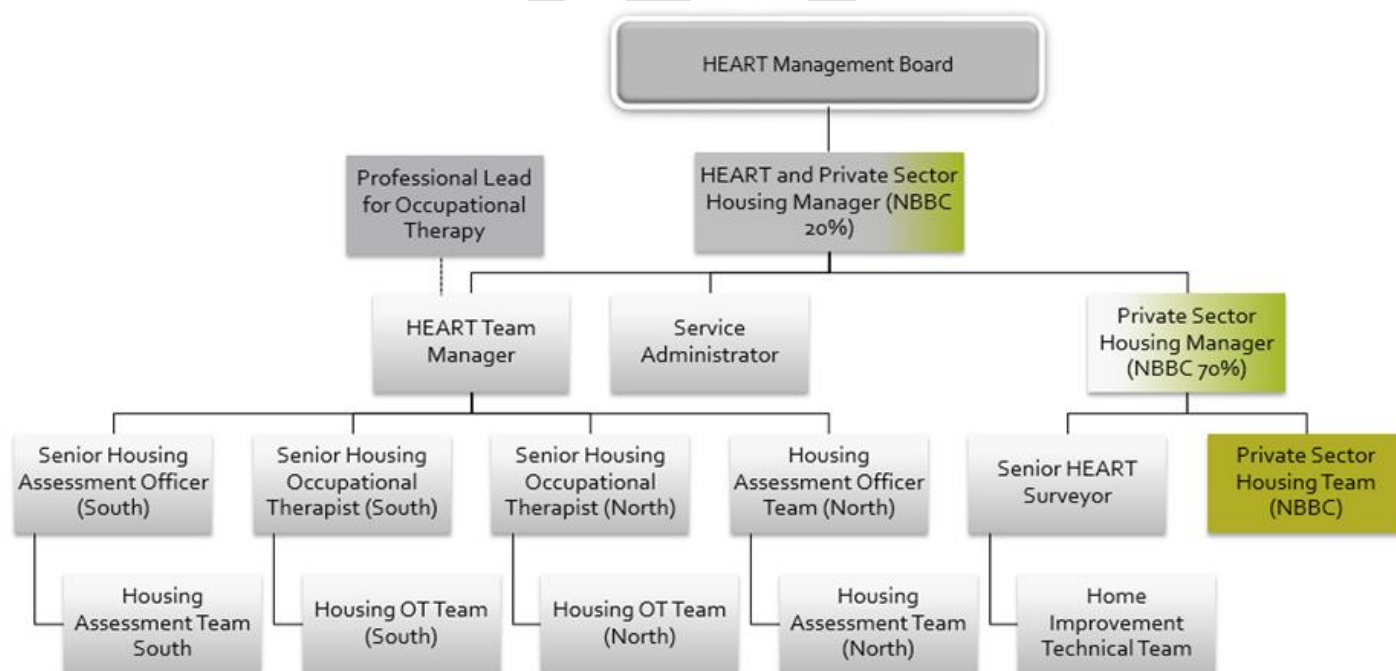 HEART Management Board
Professional Lead
for Occupational
Therapy
HEART and Private Sector
Housing Manager (NBBC
20%)
HEART Team
Manager
Service
Administrator
Private Sector
Housing Manager
(NBBC 70%)
Senior Housing
Assessment Officer
(South)
Senior Housing
Occupational
Therapist (South)
Senior Housing
Occupational
Therapist (North)
Housing
Assessment Officer
Team (North)
Senior HEART
Surveyor
Private Sector
Housing Team
(NBBC)
Housing
Assessment Team
South
Housing OT Team
(South)
Housing OT Team
(North)
Housing
Assessment Team
(North)
Home
Improvement
Technical Team